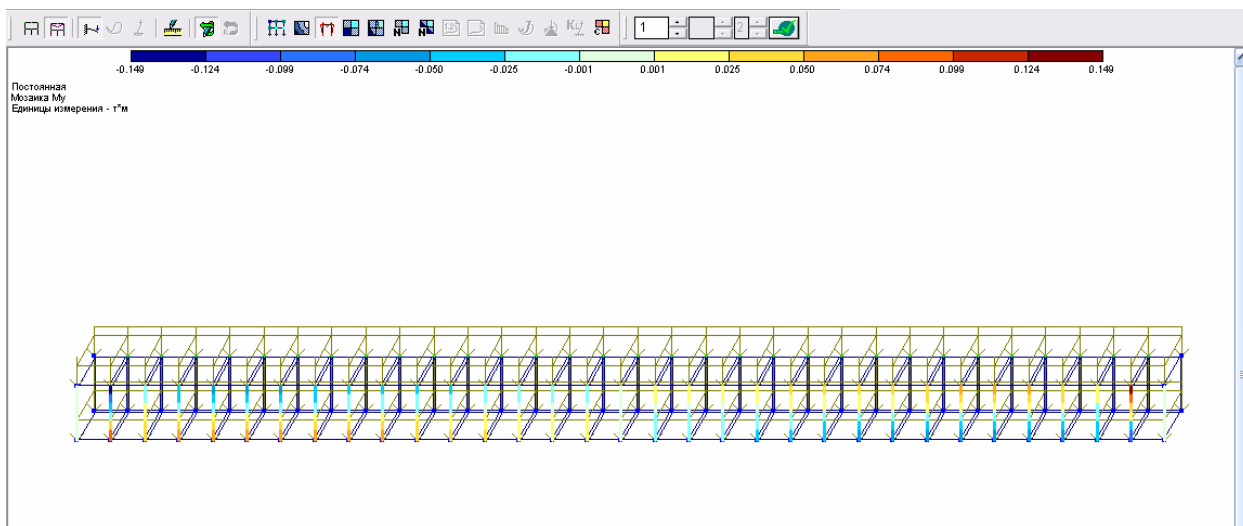 1
2
-0.149 -0.124 -0.099 -0.074 -0.050 -0.025 -0.001 0.001 0.025 0.050 0.074 0.099 0.124 0.149
Постоянная
Мозаика My
Единицы измерения - т*м